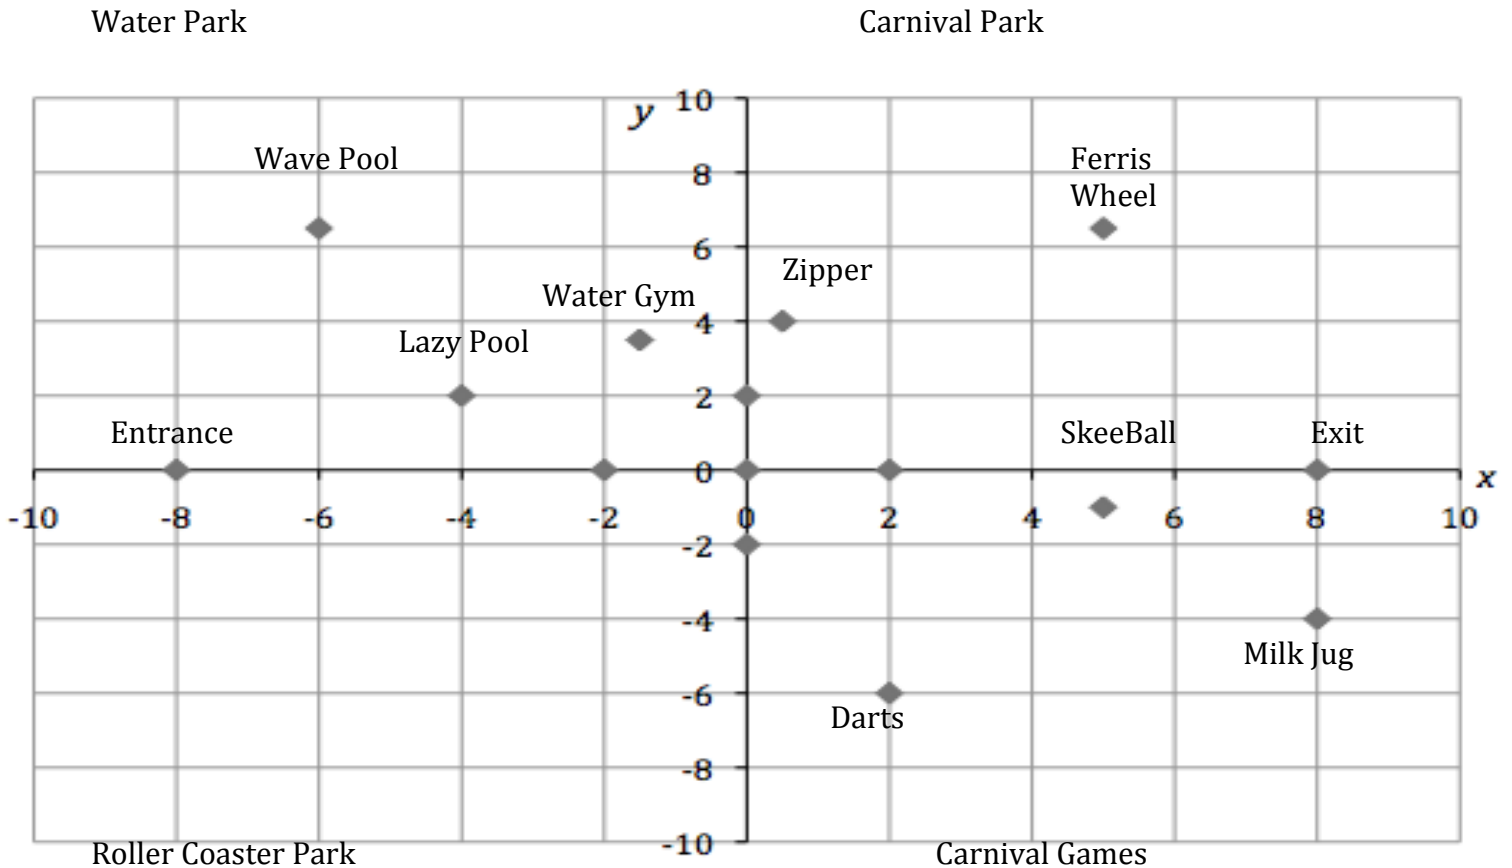 Water Park
Carnival Park
y
10
Wave Pool
8
Ferris
Wheel
6
Zipper
Water Gym
4
Lazy Pool
2
Entrance
SkeeBall
Exit
0
x
-10 -8 -6 -4 -2 0 2 4 6 8 10
-2
-4
Milk Jug
-6
Darts
-8
-10
Roller Coaster Park
Carnival Games